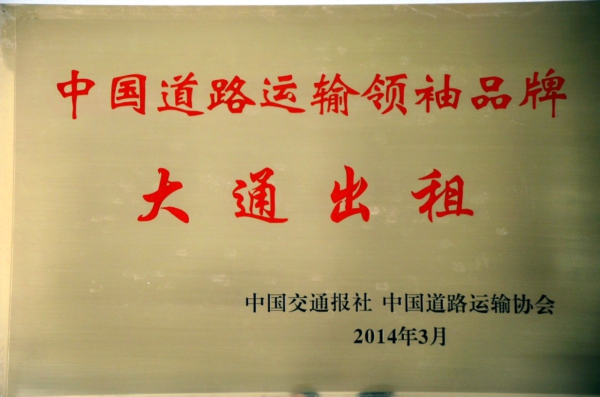 中国道路运输领袖品牌
大通出租
中国交通报社 中国道路运输协会
2014年3月